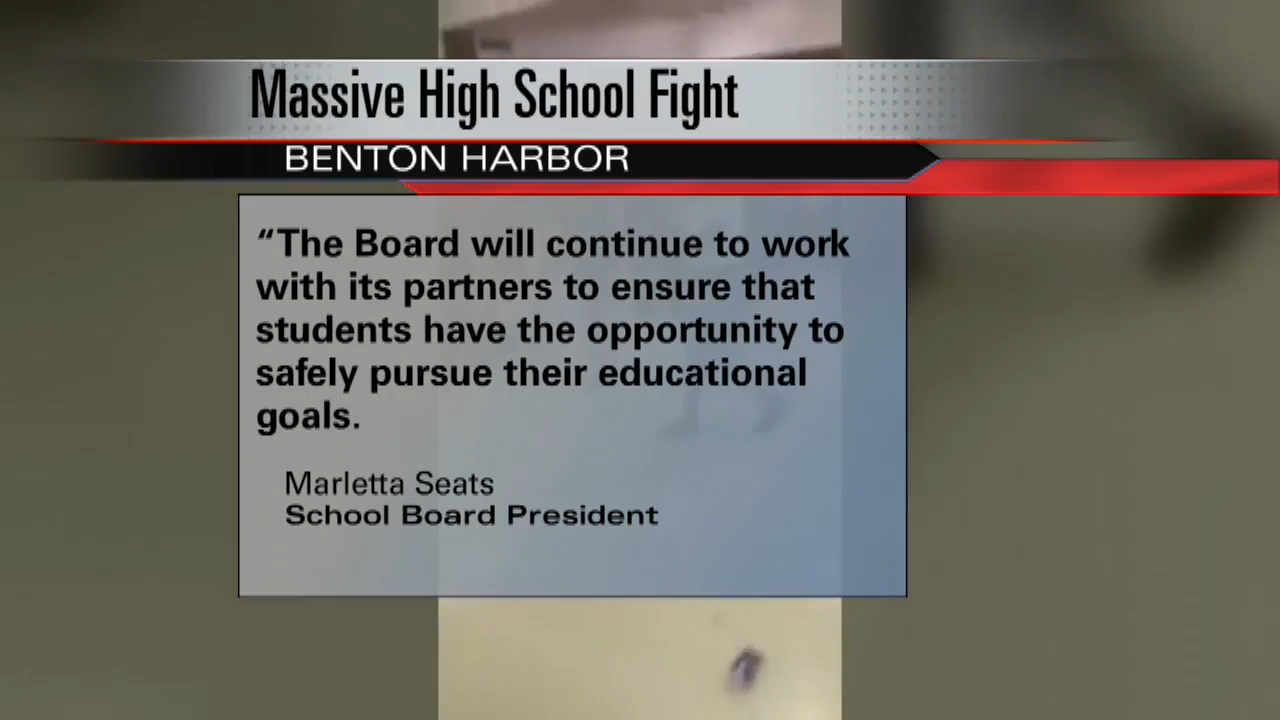 Massive High School Fight
BENTON HARBOR
“The Board will continue to work
with its partners to ensure that
students have the opportunity to
safely pursue their educational
goals.
Marletta Seats
School Board President